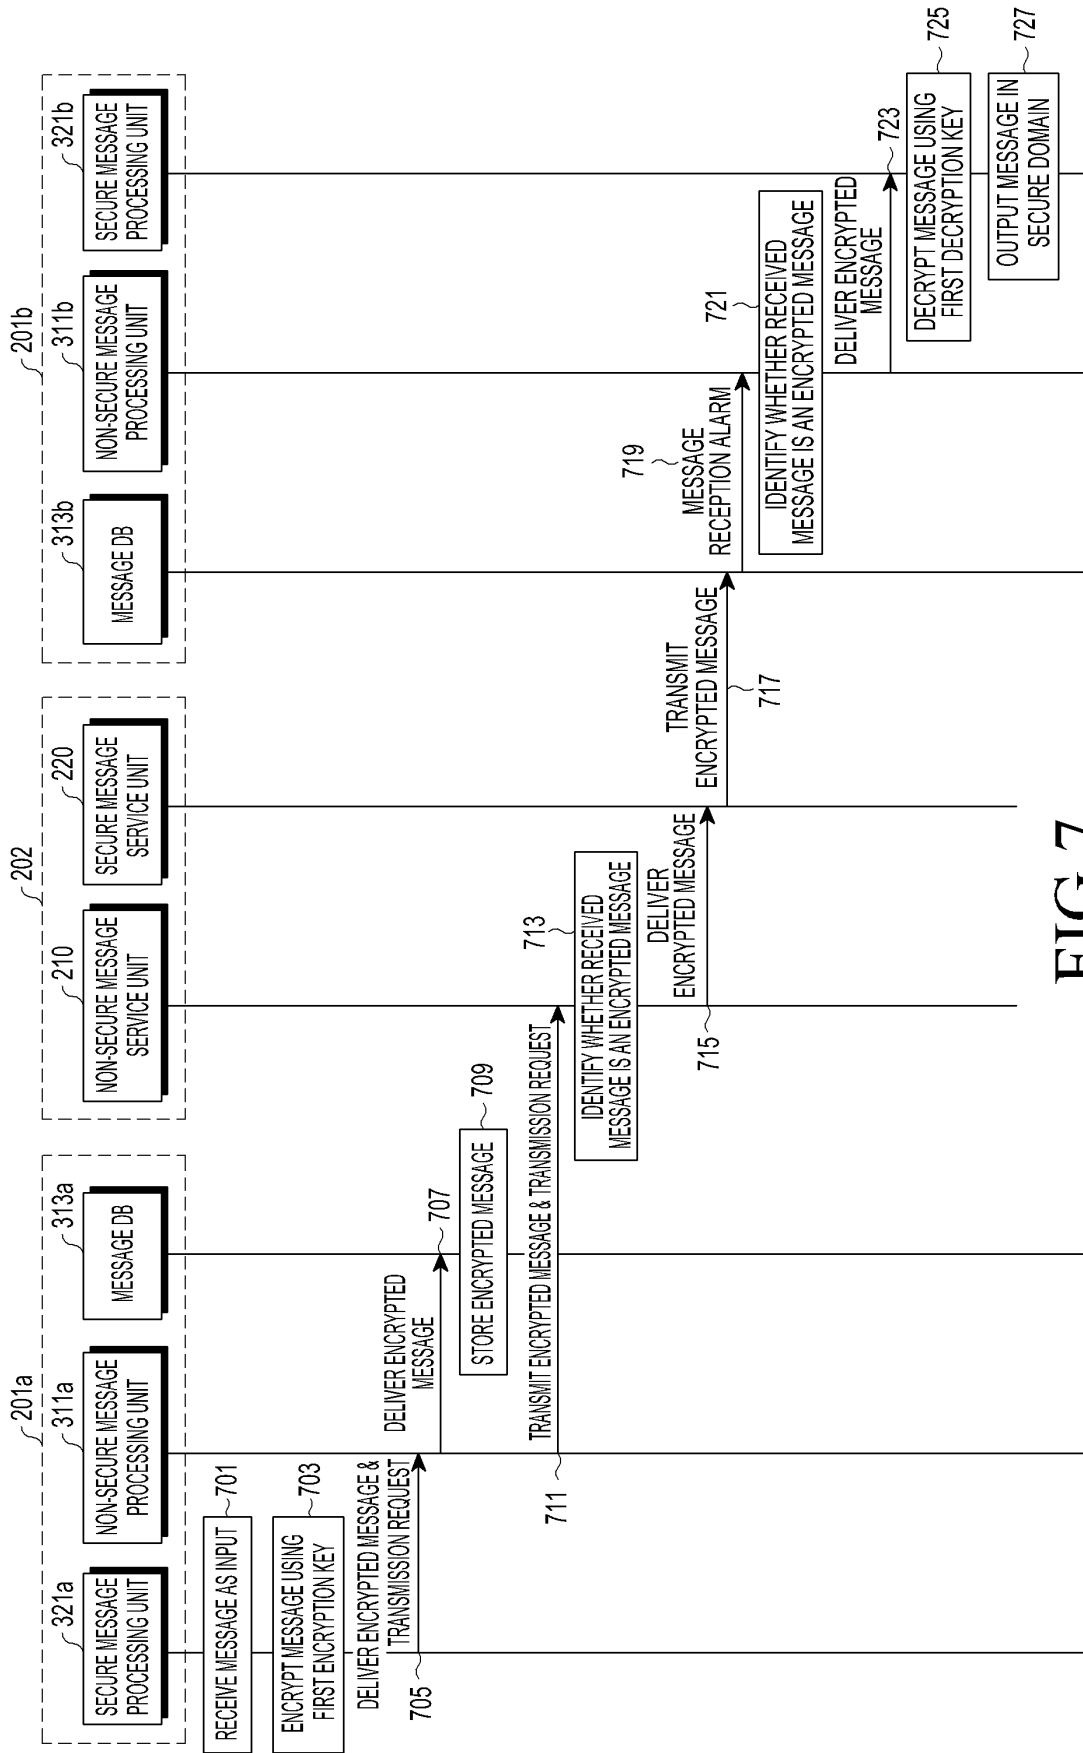 201a
202
201b
321a
311a
313a
210
220
313b
311b
321b
SECURE MESSAGE
PROCESSING UNIT
NON-SECURE MESSAGE
PROCESSING UNIT
MESSAGE DB
NON-SECURE MESSAGE
SERVICE UNIT
SECURE MESSAGE
SERVICE UNIT
MESSAGE DB
NON-SECURE MESSAGE
PROCESSING UNIT
SECURE MESSAGE
PROCESSING UNIT
RECEIVE MESSAGE AS INPUT
701
ENCRYPT MESSAGE USING
FIRST ENCRYPTION KEY
703
DELIVER ENCRYPTED MESSAGE &
TRANSMISSION REQUEST
705
DELIVER ENCRYPTED
MESSAGE
707
STORE ENCRYPTED MESSAGE
709
TRANSMIT ENCRYPTED MESSAGE & TRANSMISSION REQUEST
711
713
IDENTIFY WHETHER RECEIVED
MESSAGE IS AN ENCRYPTED MESSAGE
DELIVER
ENCRYPTED MESSAGE
715
TRANSMIT
ENCRYPTED MESSAGE
717
719
MESSAGE
RECEPTION ALARM
721
IDENTIFY WHETHER RECEIVED
MESSAGE IS AN ENCRYPTED MESSAGE
DELIVER ENCRYPTED
MESSAGE
723
DECRYPT MESSAGE USING
FIRST DECRYPTION KEY
725
OUTPUT MESSAGE IN
SECURE DOMAIN
727
FIG.7